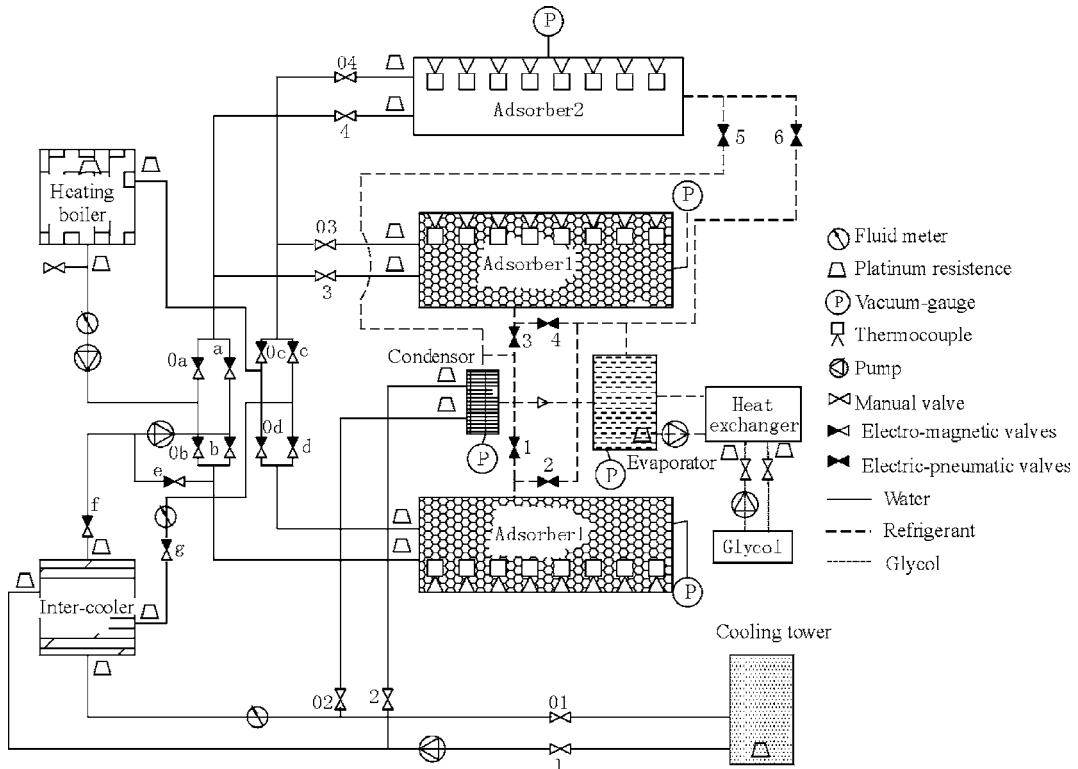 P
04
Adsorber2
4
5
6
Heating
boiler
P
03
Adsorber1
3
Fluid meter
Platinum resistence
P
Vacuum-gauge
Thermocouple
Pump
Manual valve
Electro-magnetic valves
Electric-pneumatic valves
Water
Refrigerant
Glycol
3
4
0a
a
0c
c
Condensor
Heat
exchanger
0b
b
0d
d
P
1
Evaporator
P
2
e
f
g
Adsorber1
P
Glycol
Inter-cooler
Cooling tower
02
2
01
1